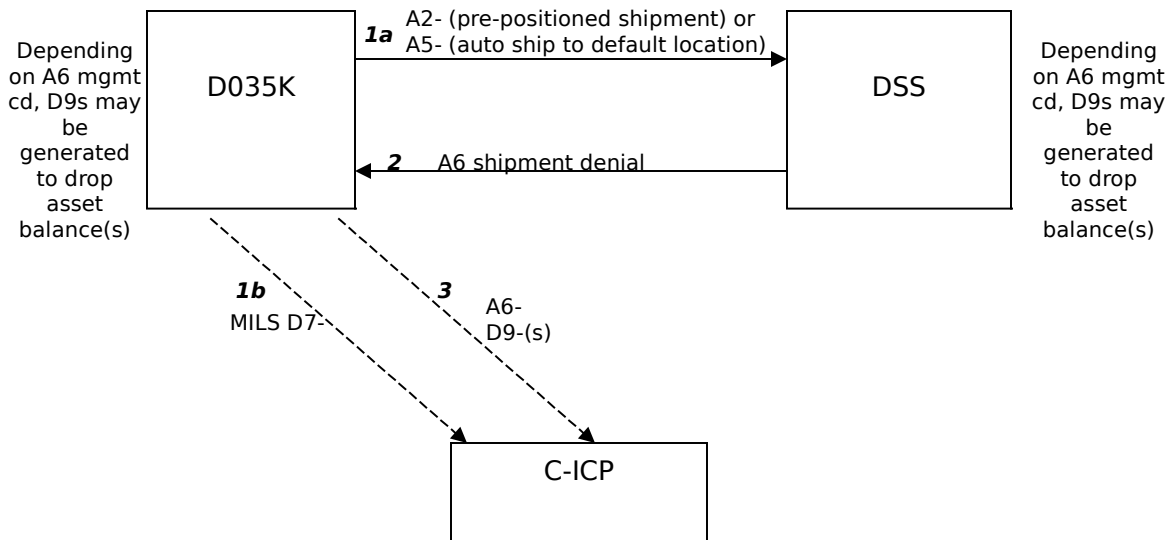 A2- (pre-positioned shipment) or
1a
A5- (auto ship to default location)
Depending
on A6 mgmt
cd, D9s may
be
generated
to drop
asset
balance(s)
D035K
DSS
Depending
on A6 mgmt
cd, D9s may
be
generated
to drop
asset
balance(s)
2 A6 shipment denial
1b
MILS D7-
3
A6-
D9-(s)
C-ICP